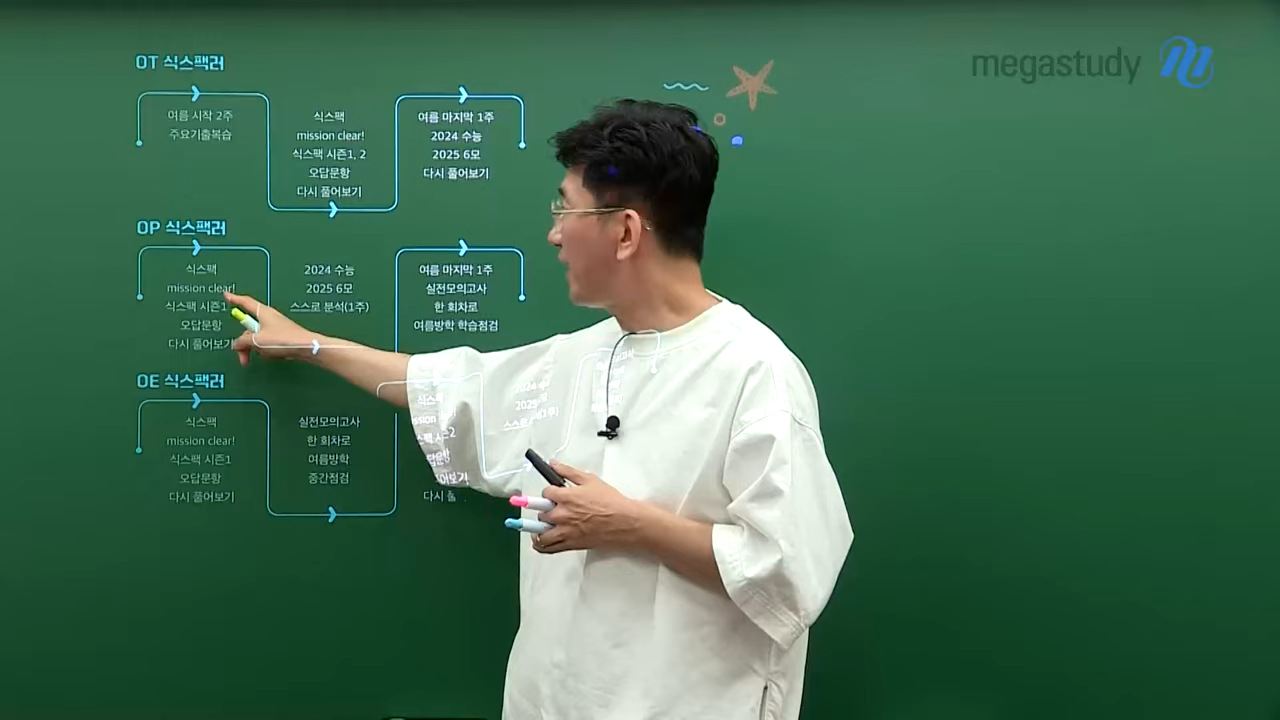 OT 식스팩러
여름 시작 2주
주요기출복습
식스팩
mission clear!
식스팩 시즌1, 2
오답문항
다시 풀어보기
여름 마지막 1주
2024 수능
2025 6모
다시 풀어보기
megastudy
OP 식스팩러
식스팩
mission clear!
식스팩 시즌1
오답문항
다시 풀어보기
2024 수능
2025 6모
스스로 분석(1주)
여름 마지막 1주
실전모의고사
한 회차로
여름방학 학습점검
OE 식스팩러
식스팩
mission clear!
식스팩 시즌1
오답문항
다시 풀어보기
실전모의고사
한 회차로
여름방학
중간점검